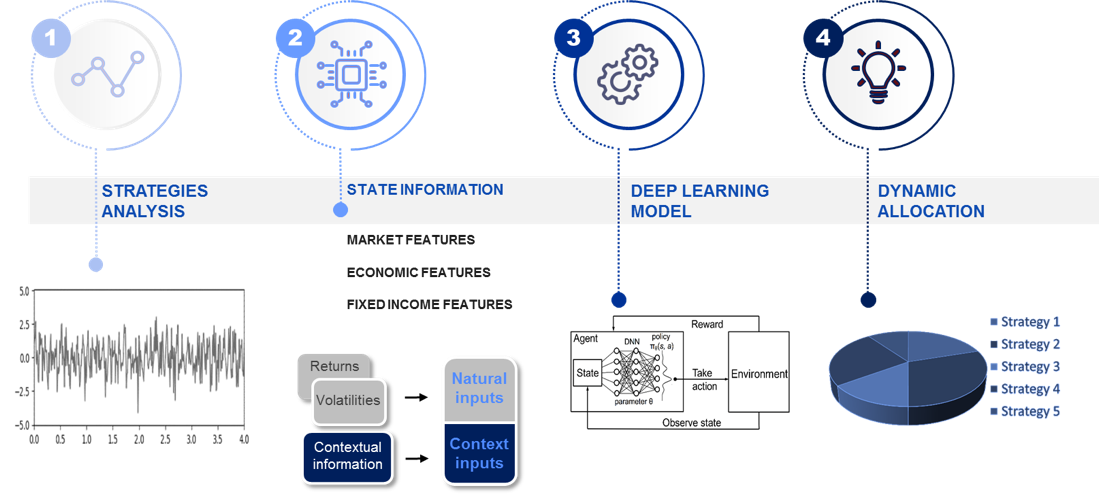 1
STRATEGIES
ANALYSIS
5.0
2.5
0.0
−2.5
−5.0
0.0 0.5 1.0 1.5 2.0 2.5 3.0 3.5 4.0
2
STATE INFORMATION
MARKET FEATURES
ECONOMIC FEATURES
FIXED INCOME FEATURES
Returns
Volatilities
Natural
inputs
Contextual
information
Context
inputs
3
DEEP LEARNING
MODEL
Reward
Agent
DNN
policy
πθ(s, a)
State
Take
action
Environment
parameter θ
Observe state
4
DYNAMIC
ALLOCATION
Strategy 1
Strategy 2
Strategy 3
Strategy 4
Strategy 5